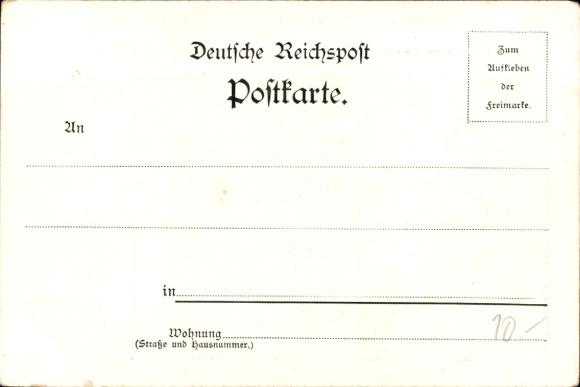 Deutsche Reichspost
Postkarte.
Zum
Aufkleben
der
Freimarke.
An
in
Wohnung
(Straße und Hausnummer.)
10.-